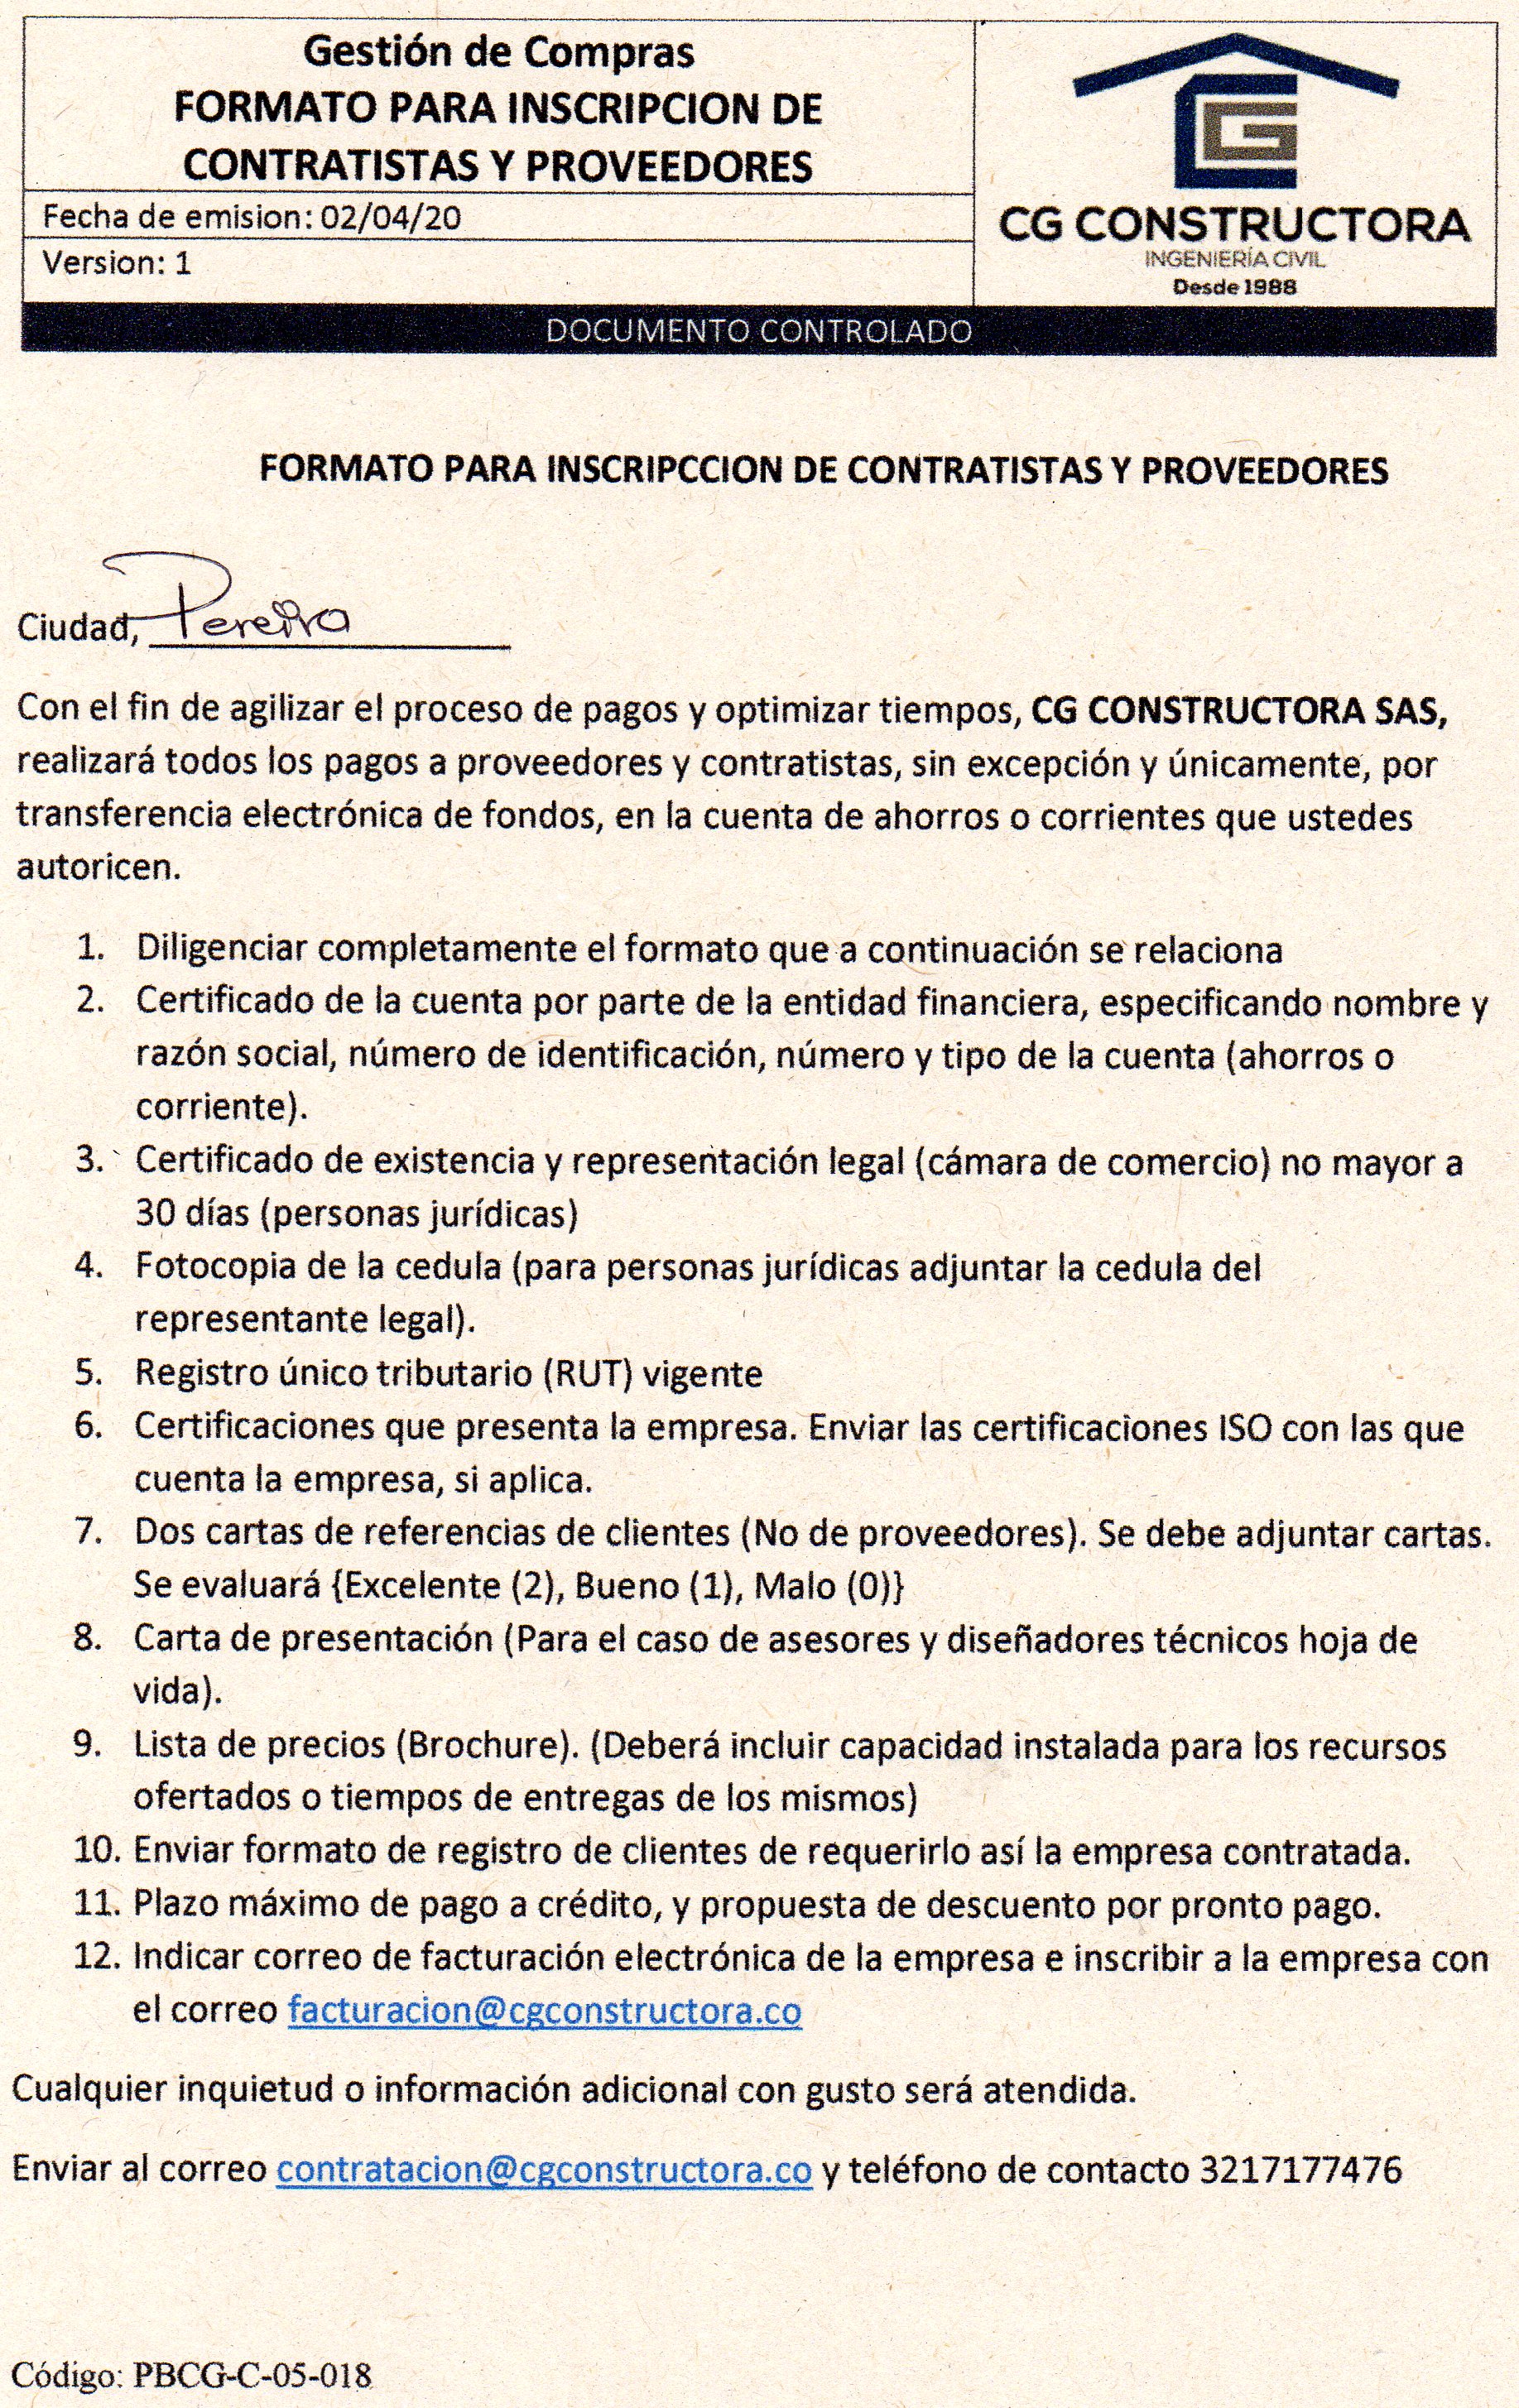 Gestión de Compras
FORMATO PARA INSCRIPCION DE
CONTRATISTAS Y PROVEEDORES
Fecha de emision: 02/04/20
Version: 1
CG
CG CONSTRUCTORA
INGENIERÍA CIVIL
Desde 1988
DOCUMENTO CONTROLADO
FORMATO PARA INSCRIPCCION DE CONTRATISTAS Y PROVEEDORES
Ciudad, Pereira
Con el fin de agilizar el proceso de pagos y optimizar tiempos, CG CONSTRUCTORA SAS,
realizará todos los pagos a proveedores y contratistas, sin excepción y únicamente, por
transferencia electrónica de fondos, en la cuenta de ahorros o corrientes que ustedes
autoricen.
1. Diligenciar completamente el formato que a continuación se relaciona
2. Certificado de la cuenta por parte de la entidad financiera, especificando nombre y
razón social, número de identificación, número y tipo de la cuenta (ahorros o
corriente).
3. Certificado de existencia y representación legal (cámara de comercio) no mayor a
30 días (personas jurídicas)
4. Fotocopia de la cedula (para personas jurídicas adjuntar la cedula del
representante legal).
5. Registro único tributario (RUT) vigente
6. Certificaciones que presenta la empresa. Enviar las certificaciones ISO con las que
cuenta la empresa, si aplica.
7. Dos cartas de referencias de clientes (No de proveedores). Se debe adjuntar cartas.
Se evaluará {Excelente (2), Bueno (1), Malo (0)}
8. Carta de presentación (Para el caso de asesores y diseñadores técnicos hoja de
vida).
9. Lista de precios (Brochure). (Deberá incluir capacidad instalada para los recursos
ofertados o tiempos de entregas de los mismos)
10. Enviar formato de registro de clientes de requerirlo así la empresa contratada.
11. Plazo máximo de pago a crédito, y propuesta de descuento por pronto pago.
12. Indicar correo de facturación electrónica de la empresa e inscribir a la empresa con
el correo facturacion@cgconstructora.co
Cualquier inquietud o información adicional con gusto será atendida.
Enviar al correo contratacion@cgconstructora.co y teléfono de contacto 3217177476
Código: PBCG-C-05-018